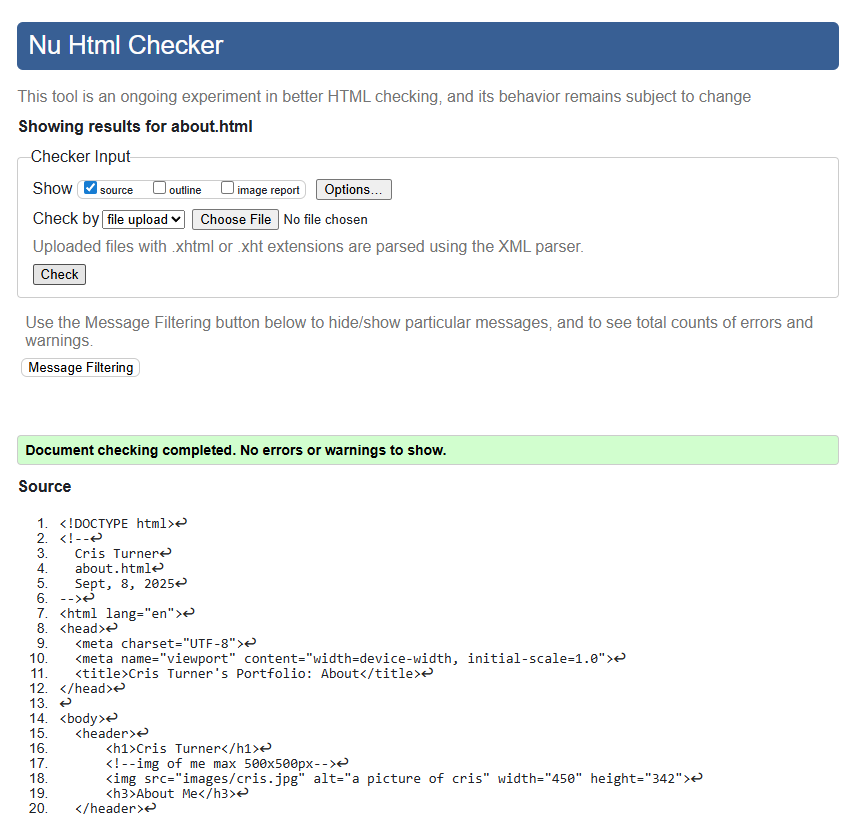 Nu Html Checker
This tool is an ongoing experiment in better HTML checking, and its behavior remains subject to change
Showing results for about.html
Checker Input
Show source outline image report Options...
Check by file upload Choose File No file chosen
Uploaded files with .xhtml or .xht extensions are parsed using the XML parser.
Check
Use the Message Filtering button below to hide/show particular messages, and to see total counts of errors and
warnings.
Message Filtering
Document checking completed. No errors or warnings to show.
Source
1. <!DOCTYPE html>↩
2. <!--↩
3.   Cris Turner↩
4.   about.html↩
5.   Sept, 8, 2025↩
6. -->↩
7. <html lang="en">↩
8. <head>↩
9.   <meta charset="UTF-8">↩
10.   <meta name="viewport" content="width=device-width, initial-scale=1.0">↩
11.   <title>Cris Turner's Portfolio: About</title>↩
12. </head>↩
13. ↩
14. <body>↩
15.   <header>↩
16.       <h1>Cris Turner</h1>↩
17.       <!--img of me max 500x500px-->↩
18.       <img src="images/cris.jpg" alt="a picture of cris" width="450" height="342">↩
19.       <h3>About Me</h3>↩
20.   </header>↩